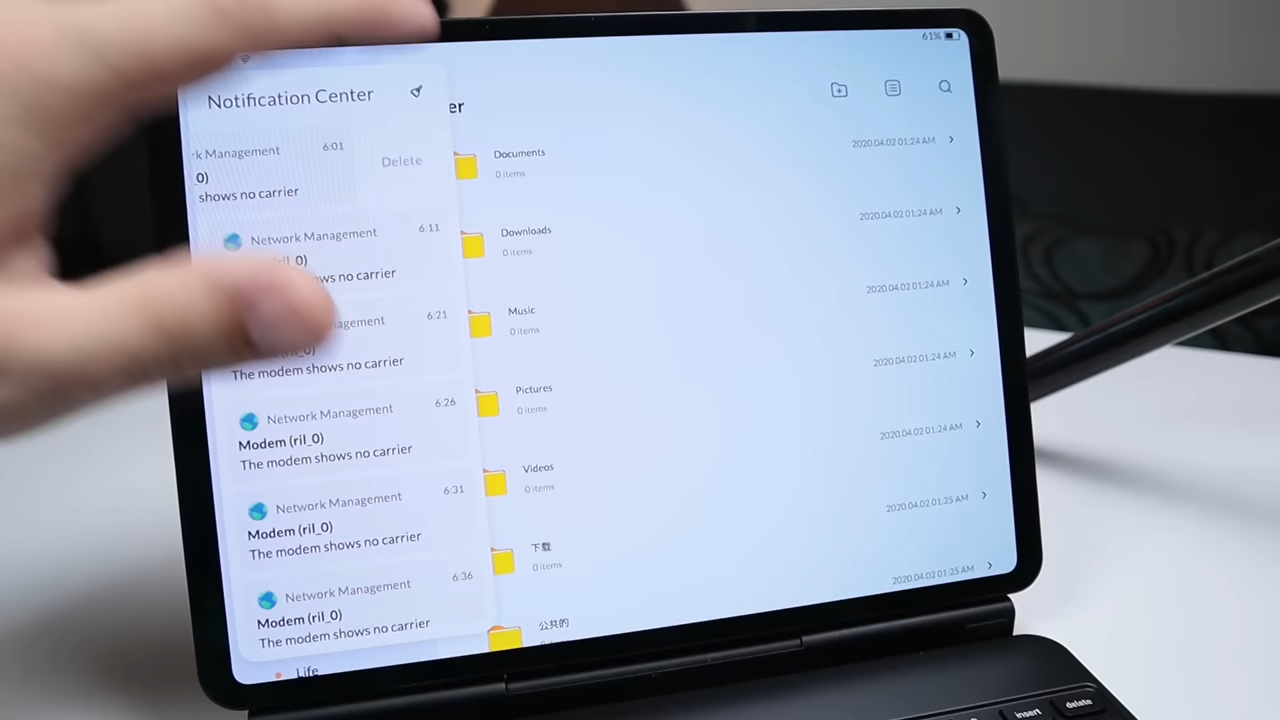 61%
Notification Center
er
k Management 6:01
Delete
_0)
shows no carrier
Network Management 6:11
_0)
ws no carrier
agement 6:21
The modem shows no carrier
Network Management 6:26
Modem (ril_0)
The modem shows no carrier
Network Management 6:31
Modem (ril_0)
The modem shows no carrier
Network Management 6:36
Modem (ril_0)
The modem shows no carrier
Life
Documents 2020.04.02 01:24 AM
0 items
Downloads 2020.04.02 01:24 AM
0 items
Music 2020.04.02 01:24 AM
0 items
Pictures 2020.04.02 01:24 AM
0 items
Videos 2020.04.02 01:24 AM
0 items
下载 2020.04.02 01:25 AM
0 items
公共的 2020.04.02 01:25 AM
insert
delete